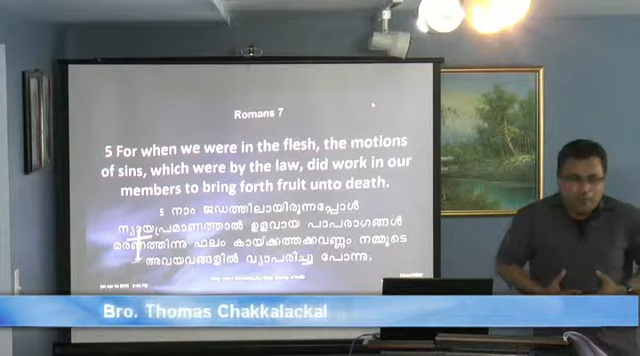 Romans 7
5 For when we were in the flesh, the motions
of sins, which were by the law, did work in our
members to bring forth fruit unto death.
5 നാം ജഡത്തിലായിരുന്നപ്പോൾ
ന്യായപ്രമാണത്താൽ ഉളവായ പാപരാഗങ്ങൾ
മരണത്തിന്നു ഫലം കായ്ക്കത്തക്കവണ്ണം നമ്മുടെ
അവയവങ്ങളിൽ വ്യാപരിച്ചു പോന്നു.
Bro. Thomas Chakkalackal